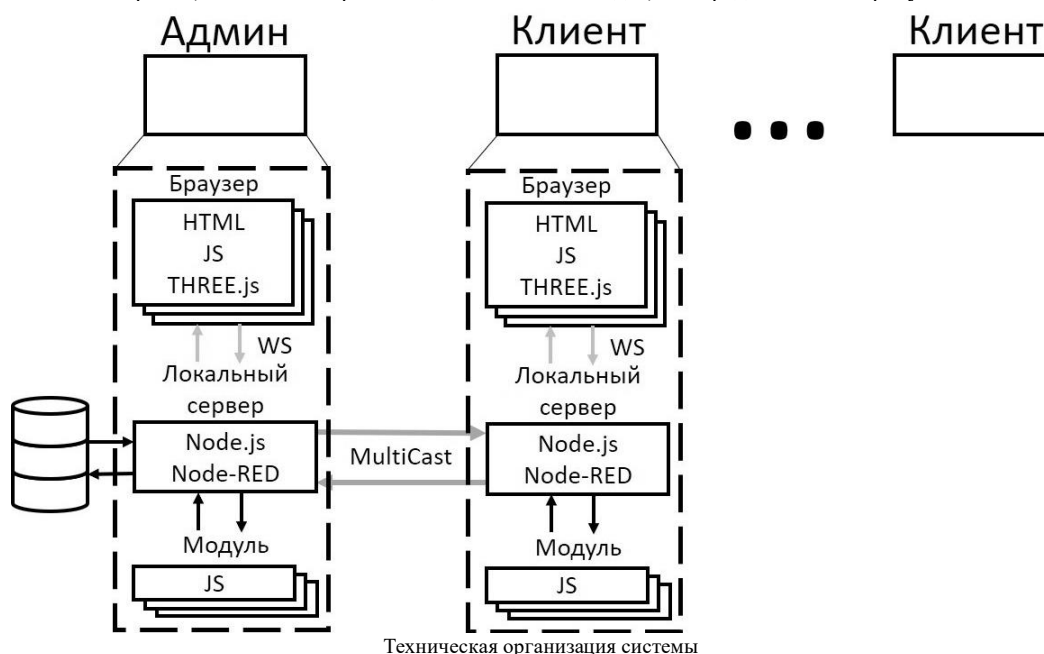 Админ
Клиент
Клиент
Браузер
HTML
JS
THREE.js
WS
Локальный
сервер
Node.js
Node-RED
Модуль
JS
MultiCast
Браузер
HTML
JS
THREE.js
WS
Локальный
сервер
Node.js
Node-RED
Модуль
JS
Техническая организация системы